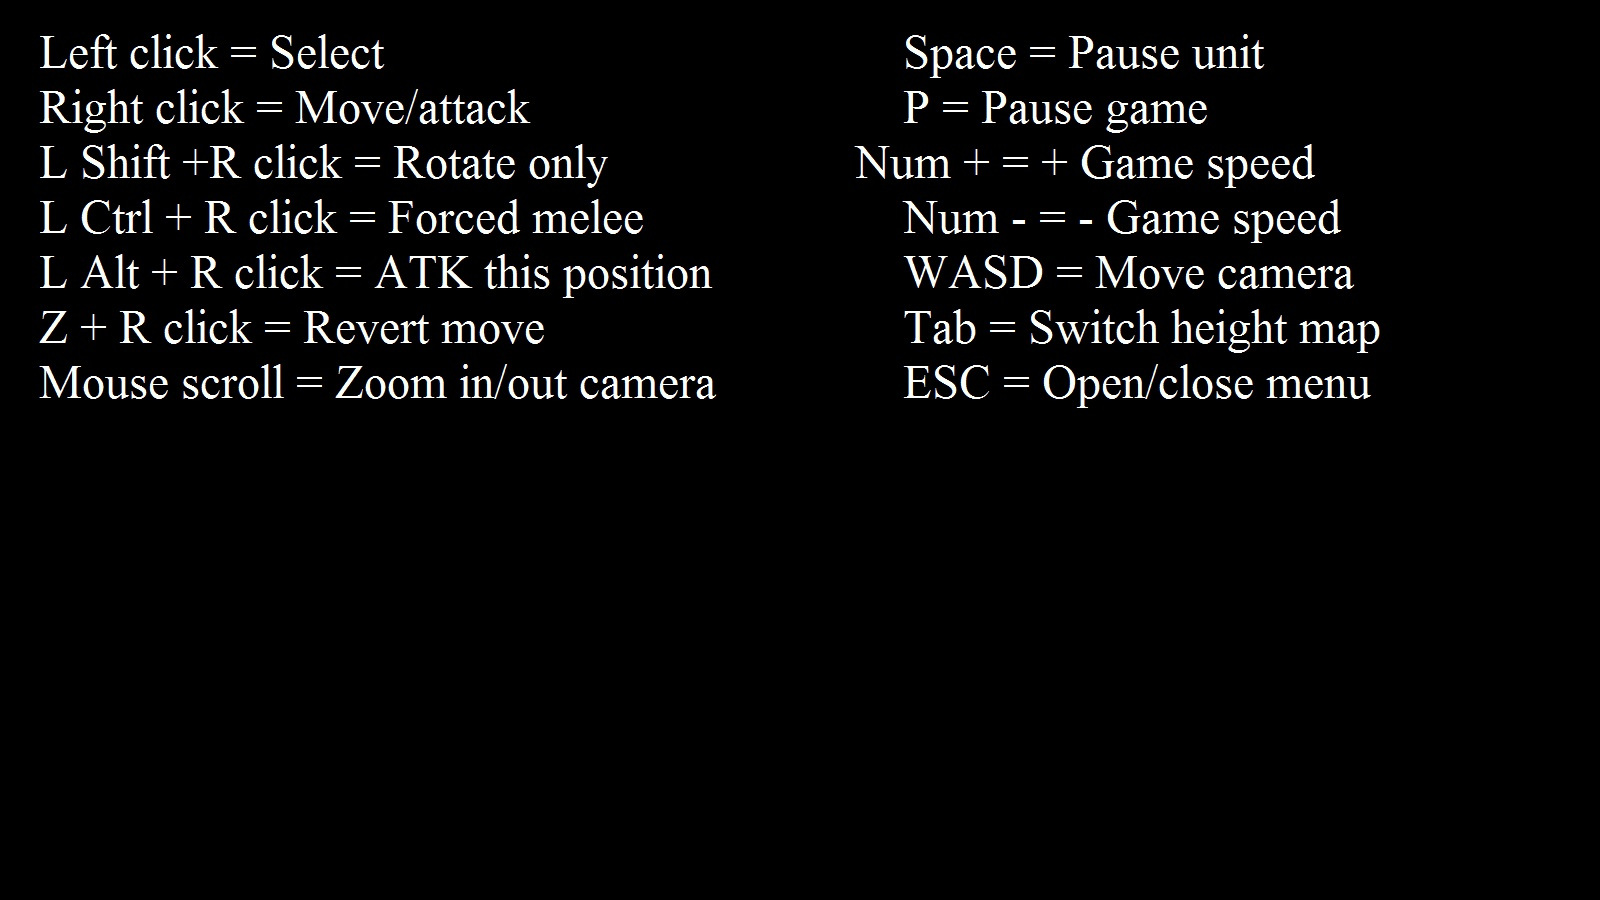 Left click = Select
Right click = Move/attack
L Shift +R click = Rotate only
L Ctrl + R click = Forced melee
L Alt + R click = ATK this position
Z + R click = Revert move
Mouse scroll = Zoom in/out camera
Space = Pause unit
P = Pause game
Num + = + Game speed
Num - = - Game speed
WASD = Move camera
Tab = Switch height map
ESC = Open/close menu